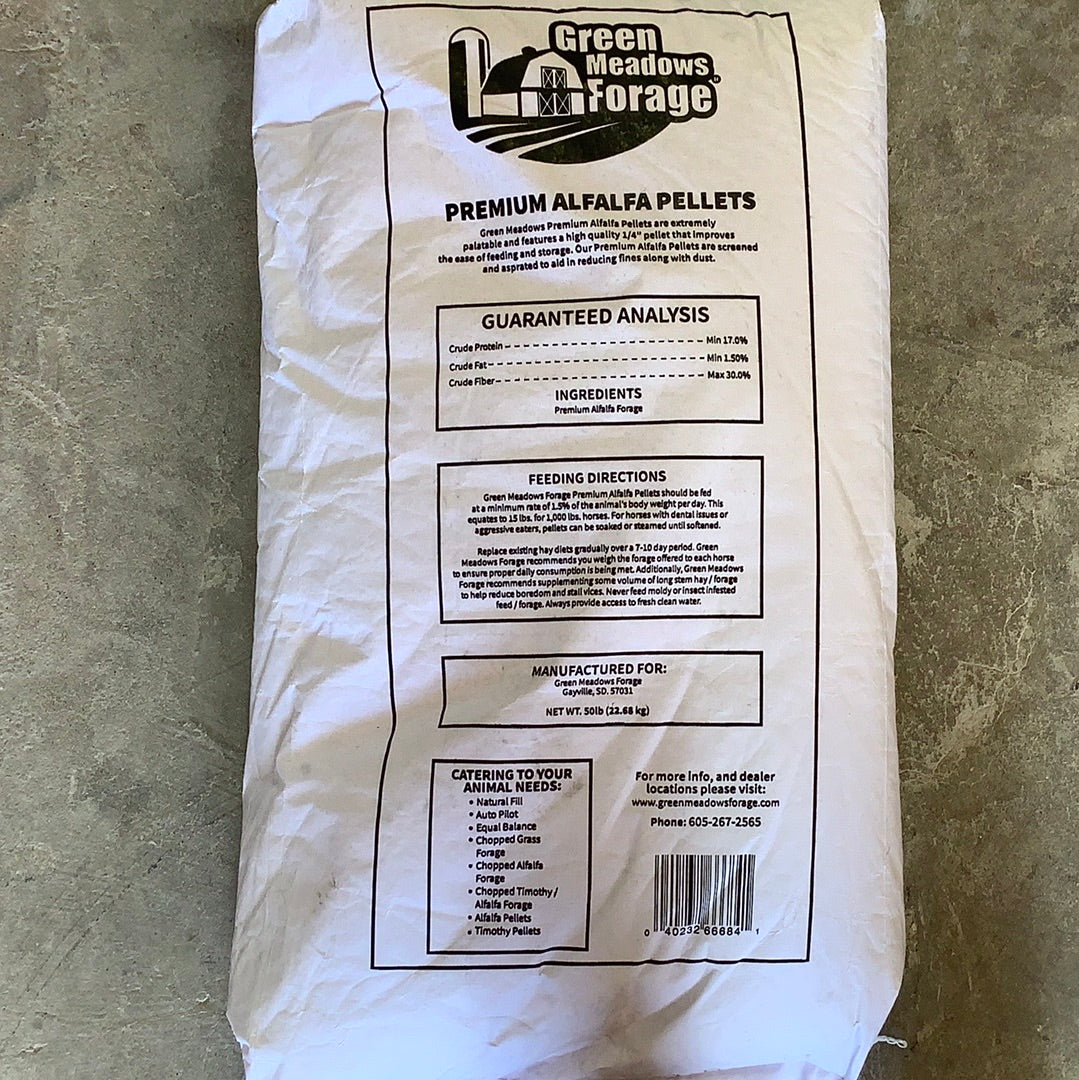 Green
Meadows
Forage
PREMIUM ALFALFA PELLETS
Green Meadows Premium Alfalfa Pellets are extremely
palatable and features a high quality 1/4" pellet that improves
the ease of feeding and storage. Our Premium Alfalfa Pellets are screened
and asprated to aid in reducing fines along with dust.
GUARANTEED ANALYSIS
Crude Protein - - - - - - - - - - - - - - - - - - - - - - - - - Min 17.0%
Crude Fat - - - - - - - - - - - - - - - - - - - - - - - - - - - Min 1.50%
Crude Fiber - - - - - - - - - - - - - - - - - - - - - - - - - - Max 30.0%
INGREDIENTS
Premium Alfalfa Forage
FEEDING DIRECTIONS
Green Meadows Forage Premium Alfalfa Pellets should be fed
at a minimum rate of 1.5% of the animal's body weight per day. This
equates to 15 lbs. for 1,000 lbs. horses. For horses with dental issues or
aggressive eaters, pellets can be soaked or steamed until softened.
Replace existing hay diets gradually over a 7-10 day period. Green
Meadows Forage recommends you weigh the forage offered to each horse
to ensure proper daily consumption is being met. Additionally, Green Meadows
Forage recommends supplementing some volume of long stem hay / forage
to help reduce boredom and stall vices. Never feed moldy or insect infested
feed / forage. Always provide access to fresh clean water.
MANUFACTURED FOR:
Green Meadows Forage
Gayville, SD. 57031
NET WT. 50lb (22.68 kg)
CATERING TO YOUR
ANIMAL NEEDS:
• Natural Fill
• Auto Pilot
• Equal Balance
• Chopped Grass
Forage
• Chopped Alfalfa
Forage
• Chopped Timothy /
Alfalfa Forage
• Alfalfa Pellets
• Timothy Pellets
For more info, and dealer
locations please visit:
www.greenmeadowsforage.com
Phone: 605-267-2565
0 40232 66684 1